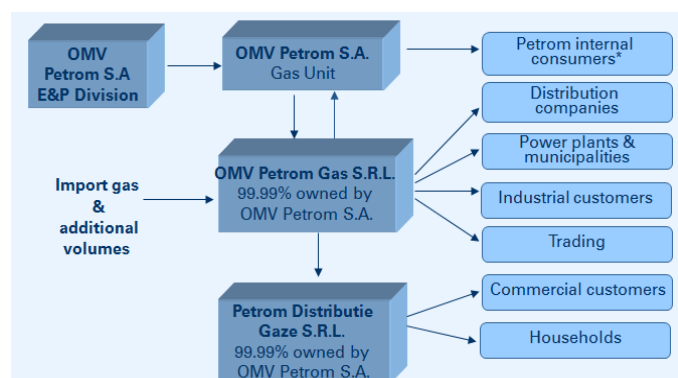 OMV
Petrom S.A
E&P Division
OMV Petrom S.A.
Gas Unit
Petrom internal
consumers*
Distribution
companies
Power plants &
municipalities
OMV Petrom Gas S.R.L.
99.99% owned by
OMV Petrom S.A.
Import gas
&
additional
volumes
Industrial customers
Trading
Petrom Distributie
Gaze S.R.L.
99.99% owned by
OMV Petrom S.A.
Commercial customers
Households